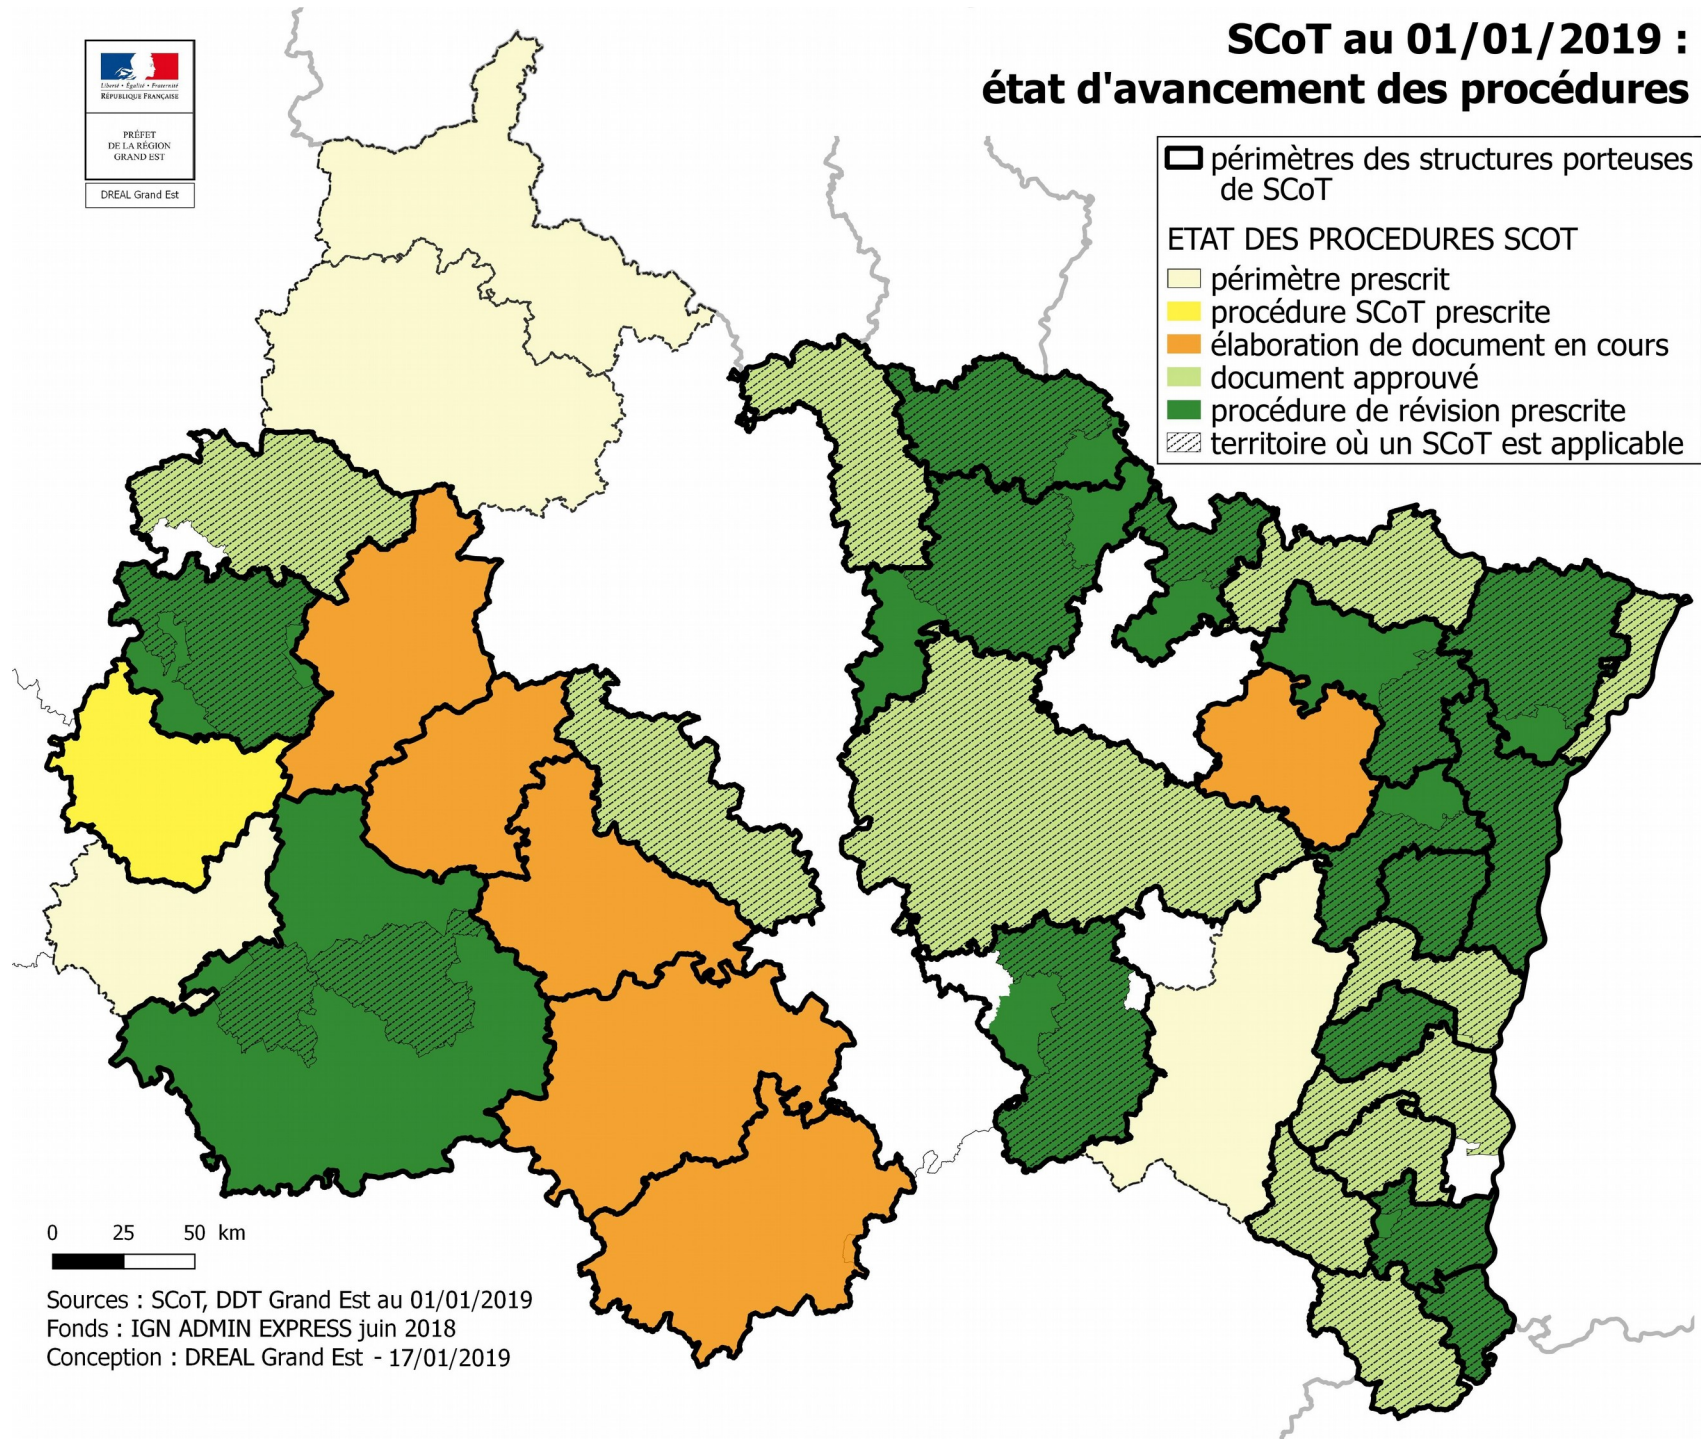 SCoT au 01/01/2019 :
état d'avancement des procédures
Liberté • Égalité • Fraternité
RÉPUBLIQUE FRANÇAISE
PRÉFET
DE LA RÉGION
GRAND EST
DREAL Grand Est
périmètres des structures porteuses
de SCoT
ETAT DES PROCEDURES SCOT
périmètre prescrit
procédure SCoT prescrite
élaboration de document en cours
document approuvé
procédure de révision prescrite
territoire où un SCoT est applicable
0 25 50 km
Sources : SCoT, DDT Grand Est au 01/01/2019
Fonds : IGN ADMIN EXPRESS juin 2018
Conception : DREAL Grand Est - 17/01/2019